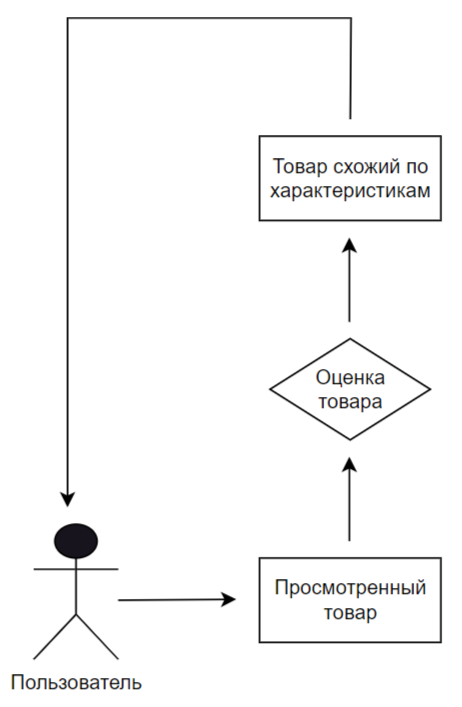 Товар схожий по
характеристикам
Оценка
товара
Просмотренный
товар
Пользователь